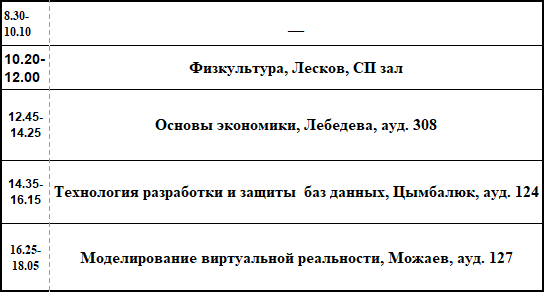 8.30-
10.10
—
10.20-
12.00
Физкультура, Лесков, СП зал
12.45-
14.25
Основы экономики, Лебедева, ауд. 308
14.35-
16.15
Технология разработки и защиты  баз данных, Цымбалюк, ауд. 124
16.25-
18.05
Моделирование виртуальной реальности, Можаев, ауд. 127